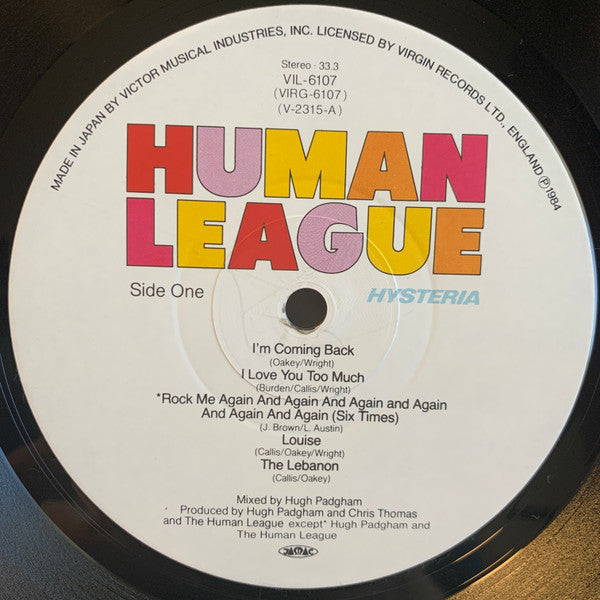 MADE IN JAPAN BY VICTOR MUSICAL INDUSTRIES, INC. LICENSED BY VIRGIN RECORDS LTD., ENGLAND Ⓟ1984
Stereo · 33.3
VIL-6107
(VIRG-6107)
(V-2315-A)
HUMAN
LEAGUE
Side One
HYSTERIA
I'm Coming Back
(Oakey/Wright)
I Love You Too Much
(Burden/Callis/Wright)
*Rock Me Again And Again And Again and Again
And Again And Again (Six Times)
(J. Brown/L. Austin)
Louise
(Callis/Oakey/Wright)
The Lebanon
(Callis/Oakey)
Mixed by Hugh Padgham
Produced by Hugh Padgham and Chris Thomas
and The Human League except* Hugh Padgham and
The Human League
JASRAC